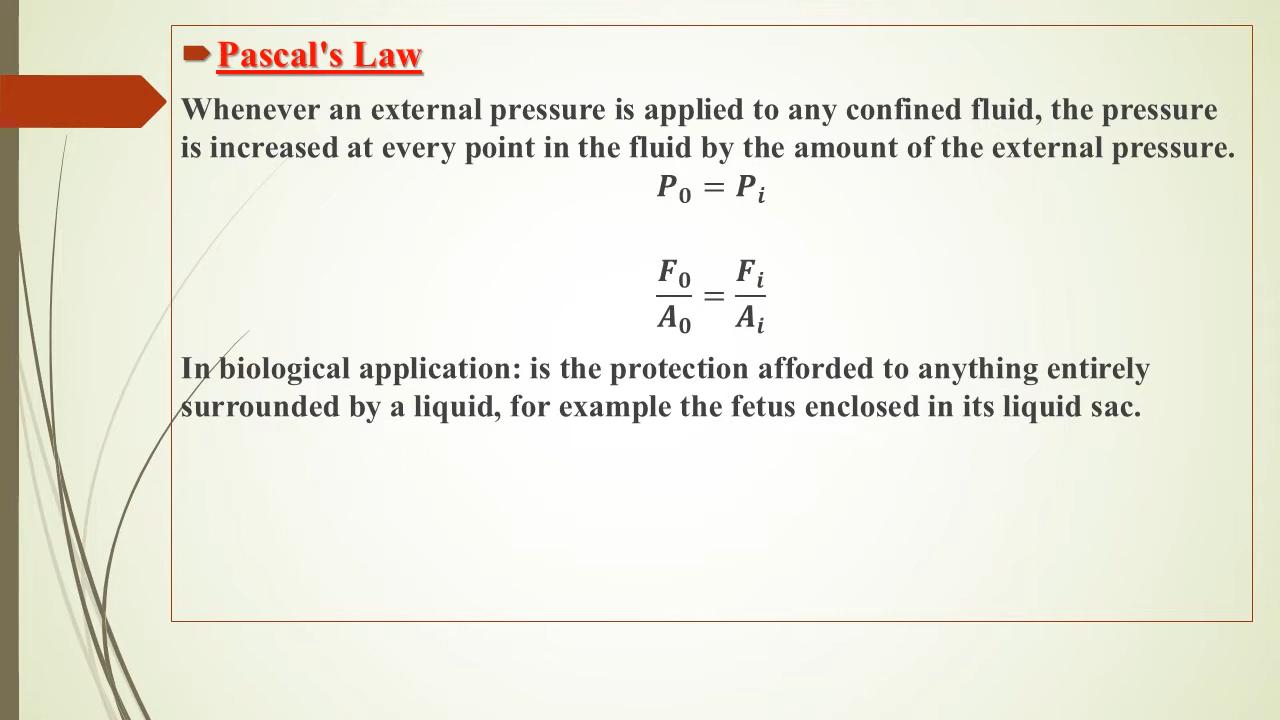 Pascal's Law
Whenever an external pressure is applied to any confined fluid, the pressure
is increased at every point in the fluid by the amount of the external pressure.
P₀ = Pᵢ
F₀/A₀ = Fᵢ/Aᵢ
In biological application: is the protection afforded to anything entirely
surrounded by a liquid, for example the fetus enclosed in its liquid sac.